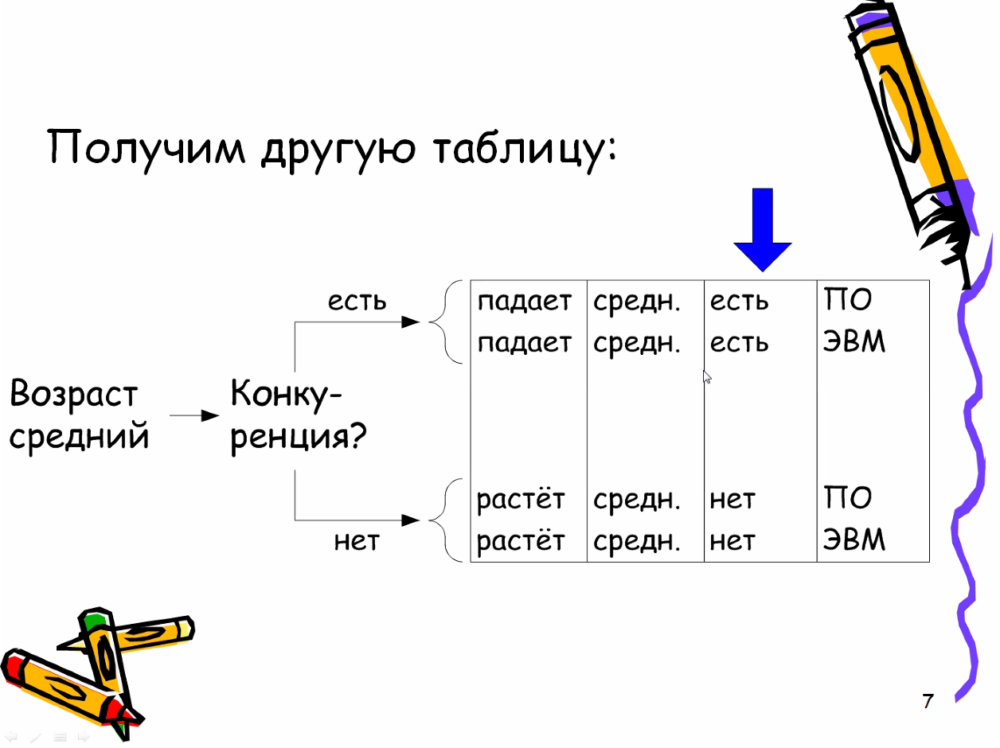 Получим другую таблицу:
есть
падает средн. есть ПО
падает средн. есть ЭВМ
Возраст
средний
Конку-
ренция?
растёт средн. нет ПО
растёт средн. нет ЭВМ
нет
7